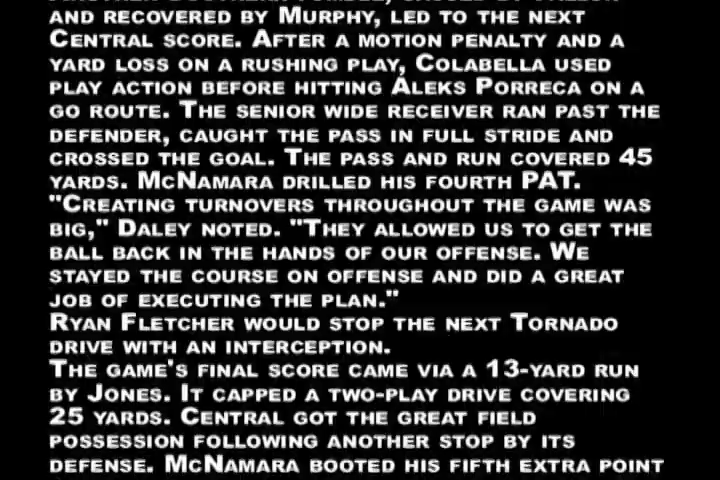 AND RECOVERED BY MURPHY, LED TO THE NEXT
CENTRAL SCORE. AFTER A MOTION PENALTY AND A
YARD LOSS ON A RUSHING PLAY, COLABELLA USED
PLAY ACTION BEFORE HITTING ALEKS PORRECA ON A
GO ROUTE. THE SENIOR WIDE RECEIVER RAN PAST THE
DEFENDER, CAUGHT THE PASS IN FULL STRIDE AND
CROSSED THE GOAL. THE PASS AND RUN COVERED 45
YARDS. MCNAMARA DRILLED HIS FOURTH PAT.
"CREATING TURNOVERS THROUGHOUT THE GAME WAS
BIG," DALEY NOTED. "THEY ALLOWED US TO GET THE
BALL BACK IN THE HANDS OF OUR OFFENSE. WE
STAYED THE COURSE ON OFFENSE AND DID A GREAT
JOB OF EXECUTING THE PLAN."
RYAN FLETCHER WOULD STOP THE NEXT TORNADO
DRIVE WITH AN INTERCEPTION.
THE GAME'S FINAL SCORE CAME VIA A 13-YARD RUN
BY JONES. IT CAPPED A TWO-PLAY DRIVE COVERING
25 YARDS. CENTRAL GOT THE GREAT FIELD
POSSESSION FOLLOWING ANOTHER STOP BY ITS
DEFENSE. MCNAMARA BOOTED HIS FIFTH EXTRA POINT